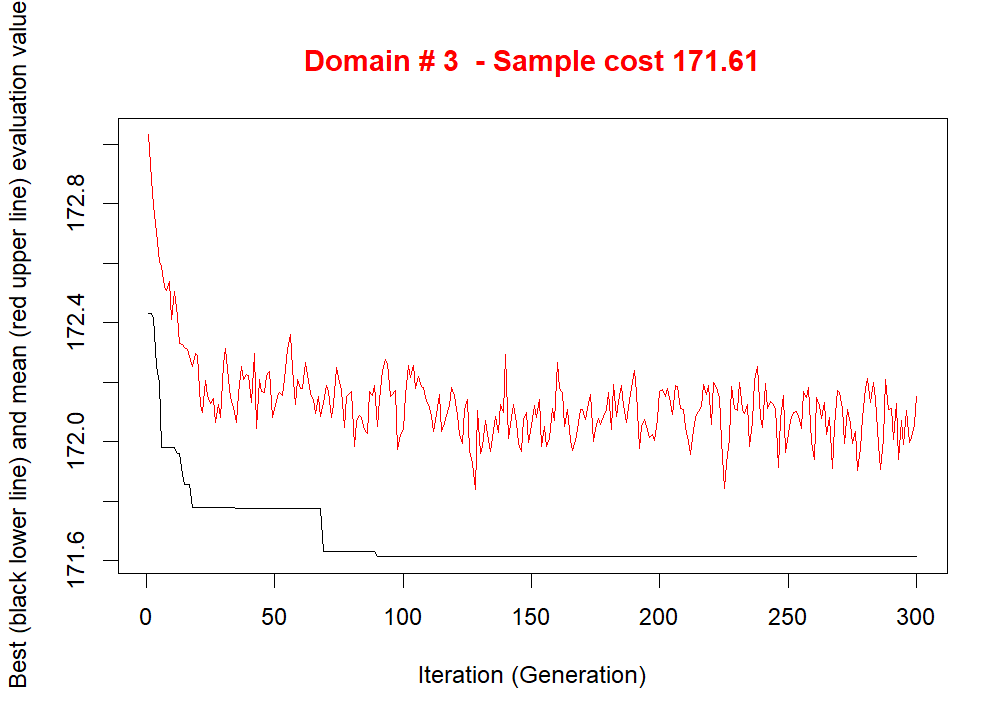 Domain # 3  - Sample cost 171.61
Best (black lower line) and mean (red upper line) evaluation value
172.8
172.4
172.0
171.6
0 50 100 150 200 250 300
Iteration (Generation)